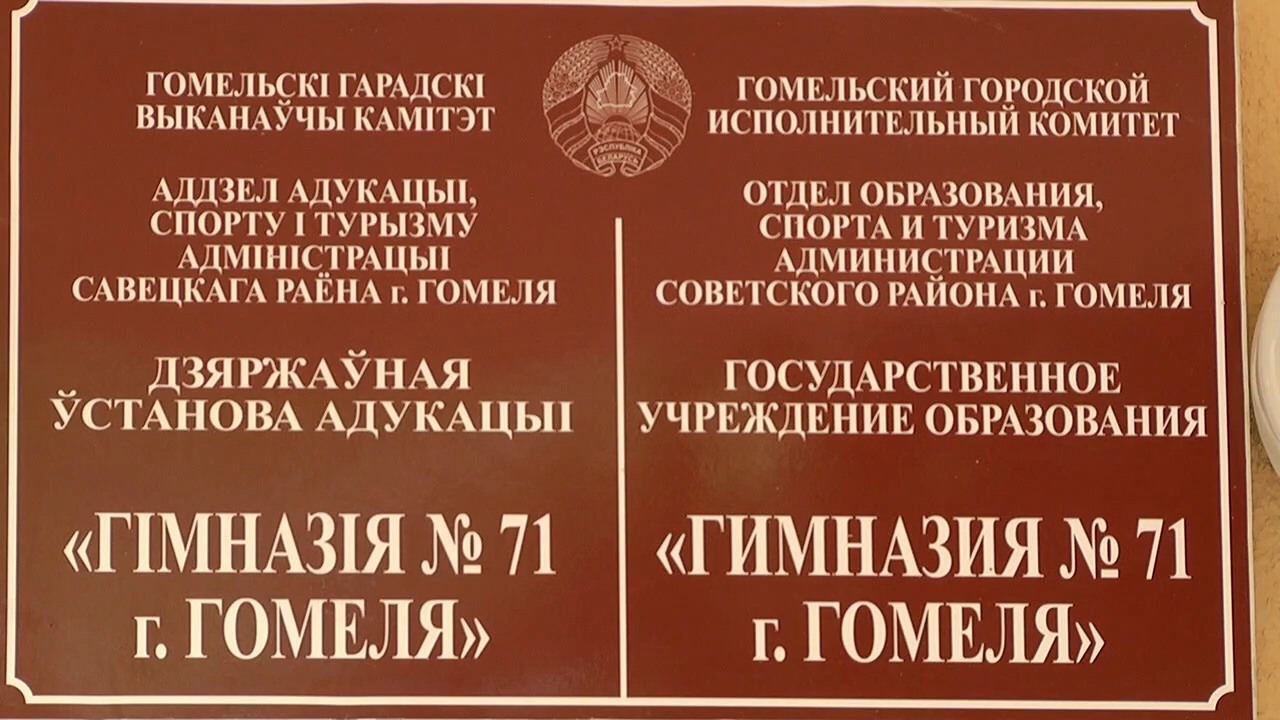 ГОМЕЛЬСКІ ГАРАДСКІ
ВЫКАНАЎЧЫ КАМІТЭТ
АДДЗЕЛ АДУКАЦЫІ,
СПОРТУ І ТУРЫЗМУ
АДМІНІСТРАЦЫІ
САВЕЦКАГА РАЁНА г. ГОМЕЛЯ
ДЗЯРЖАЎНАЯ
ЎСТАНОВА АДУКАЦЫІ
«ГІМНАЗІЯ № 71
г. ГОМЕЛЯ»
РЭСПУБЛІКА
БЕЛАРУСЬ
ГОМЕЛЬСКИЙ ГОРОДСКОЙ
ИСПОЛНИТЕЛЬНЫЙ КОМИТЕТ
ОТДЕЛ ОБРАЗОВАНИЯ,
СПОРТА И ТУРИЗМА
АДМИНИСТРАЦИИ
СОВЕТСКОГО РАЙОНА г. ГОМЕЛЯ
ГОСУДАРСТВЕННОЕ
УЧРЕЖДЕНИЕ ОБРАЗОВАНИЯ
«ГИМНАЗИЯ № 71
г. ГОМЕЛЯ»